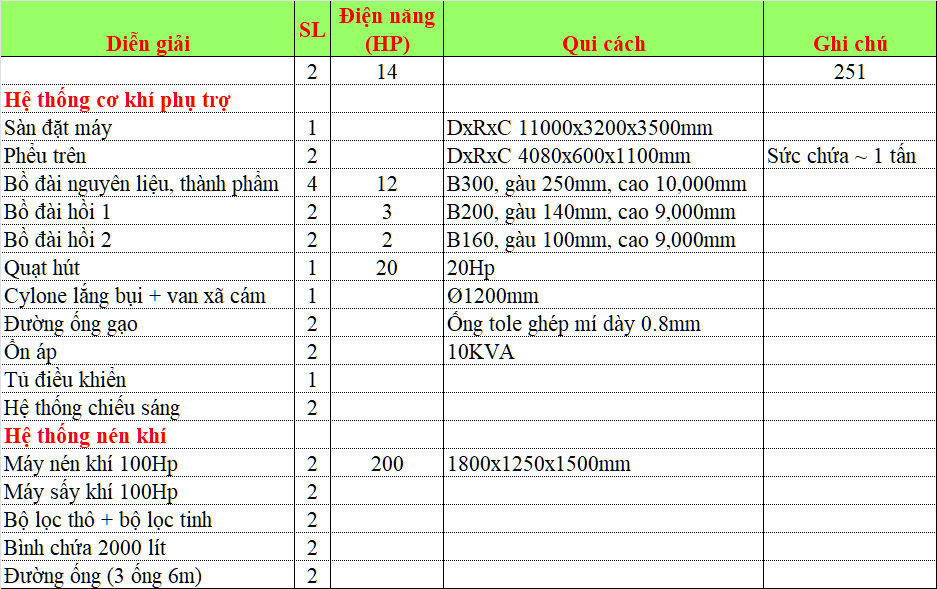 Diễn giải SL Điện năng (HP) Qui cách Ghi chú
2 14 251
Hệ thống cơ khí phụ trợ
Sàn đặt máy 1 DxRxC 11000x3200x3500mm
Phểu trên 2 DxRxC 4080x600x1100mm Sức chứa ~ 1 tấn
Bồ đài nguyên liệu, thành phẩm 4 12 B300, gàu 250mm, cao 10,000mm
Bồ đài hồi 1 2 3 B200, gàu 140mm, cao 9,000mm
Bồ đài hồi 2 2 2 B160, gàu 100mm, cao 9,000mm
Quạt hút 1 20 20Hp
Cylone lắng bụi + van xã cám 1 Ø1200mm
Đường ống gạo 2 Ống tole ghép mí dày 0.8mm
Ổn áp 2 10KVA
Tủ điều khiển 1
Hệ thống chiếu sáng 2
Hệ thống nén khí
Máy nén khí 100Hp 2 200 1800x1250x1500mm
Máy sấy khí 100Hp 2
Bộ lọc thô + bộ lọc tinh 2
Bình chứa 2000 lít 2
Đường ống (3 ống 6m) 2